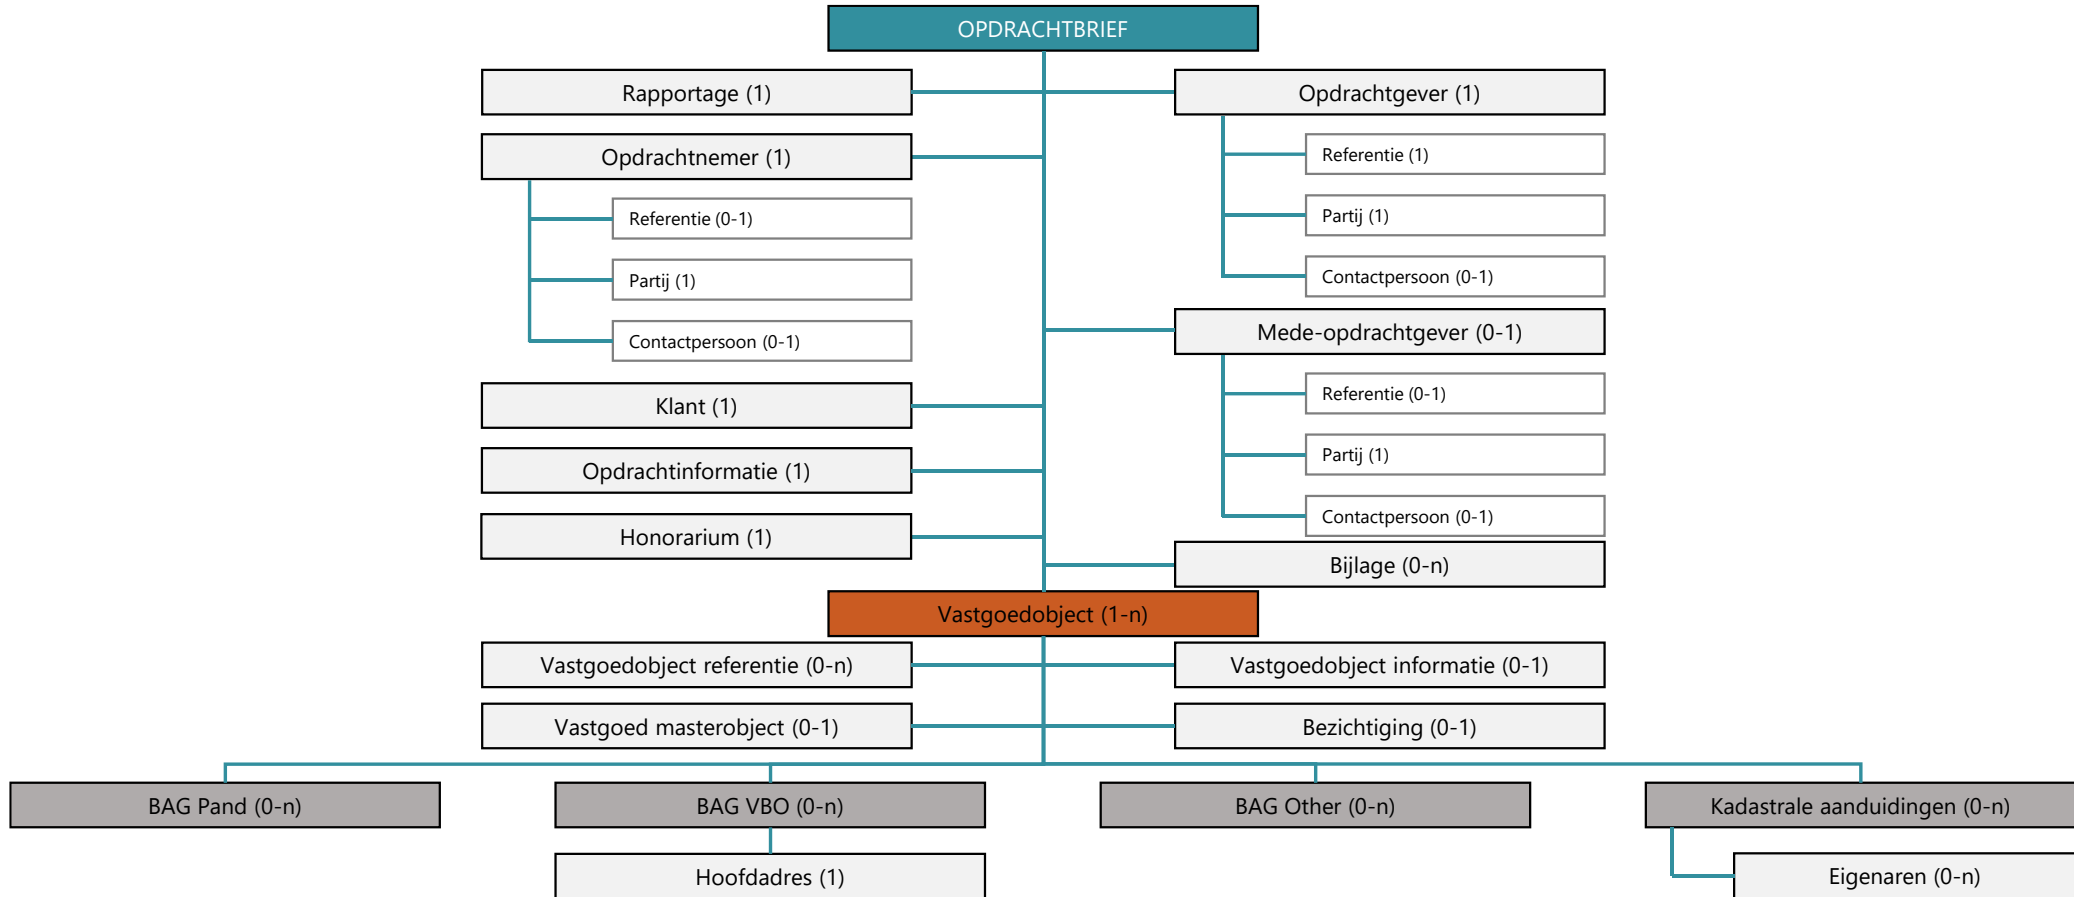 OPDRACHTBRIEF
Rapportage (1)
Opdrachtgever (1)
Opdrachtnemer (1)
Referentie (1)
Referentie (0-1)
Partij (1)
Partij (1)
Contactpersoon (0-1)
Contactpersoon (0-1)
Mede-opdrachtgever (0-1)
Klant (1)
Referentie (0-1)
Opdrachtinformatie (1)
Partij (1)
Honorarium (1)
Contactpersoon (0-1)
Bijlage (0-n)
Vastgoedobject (1-n)
Vastgoedobject referentie (0-n)
Vastgoedobject informatie (0-1)
Vastgoed masterobject (0-1)
Bezichtiging (0-1)
BAG Pand (0-n)
BAG VBO (0-n)
BAG Other (0-n)
Kadastrale aanduidingen (0-n)
Hoofdadres (1)
Eigenaren (0-n)